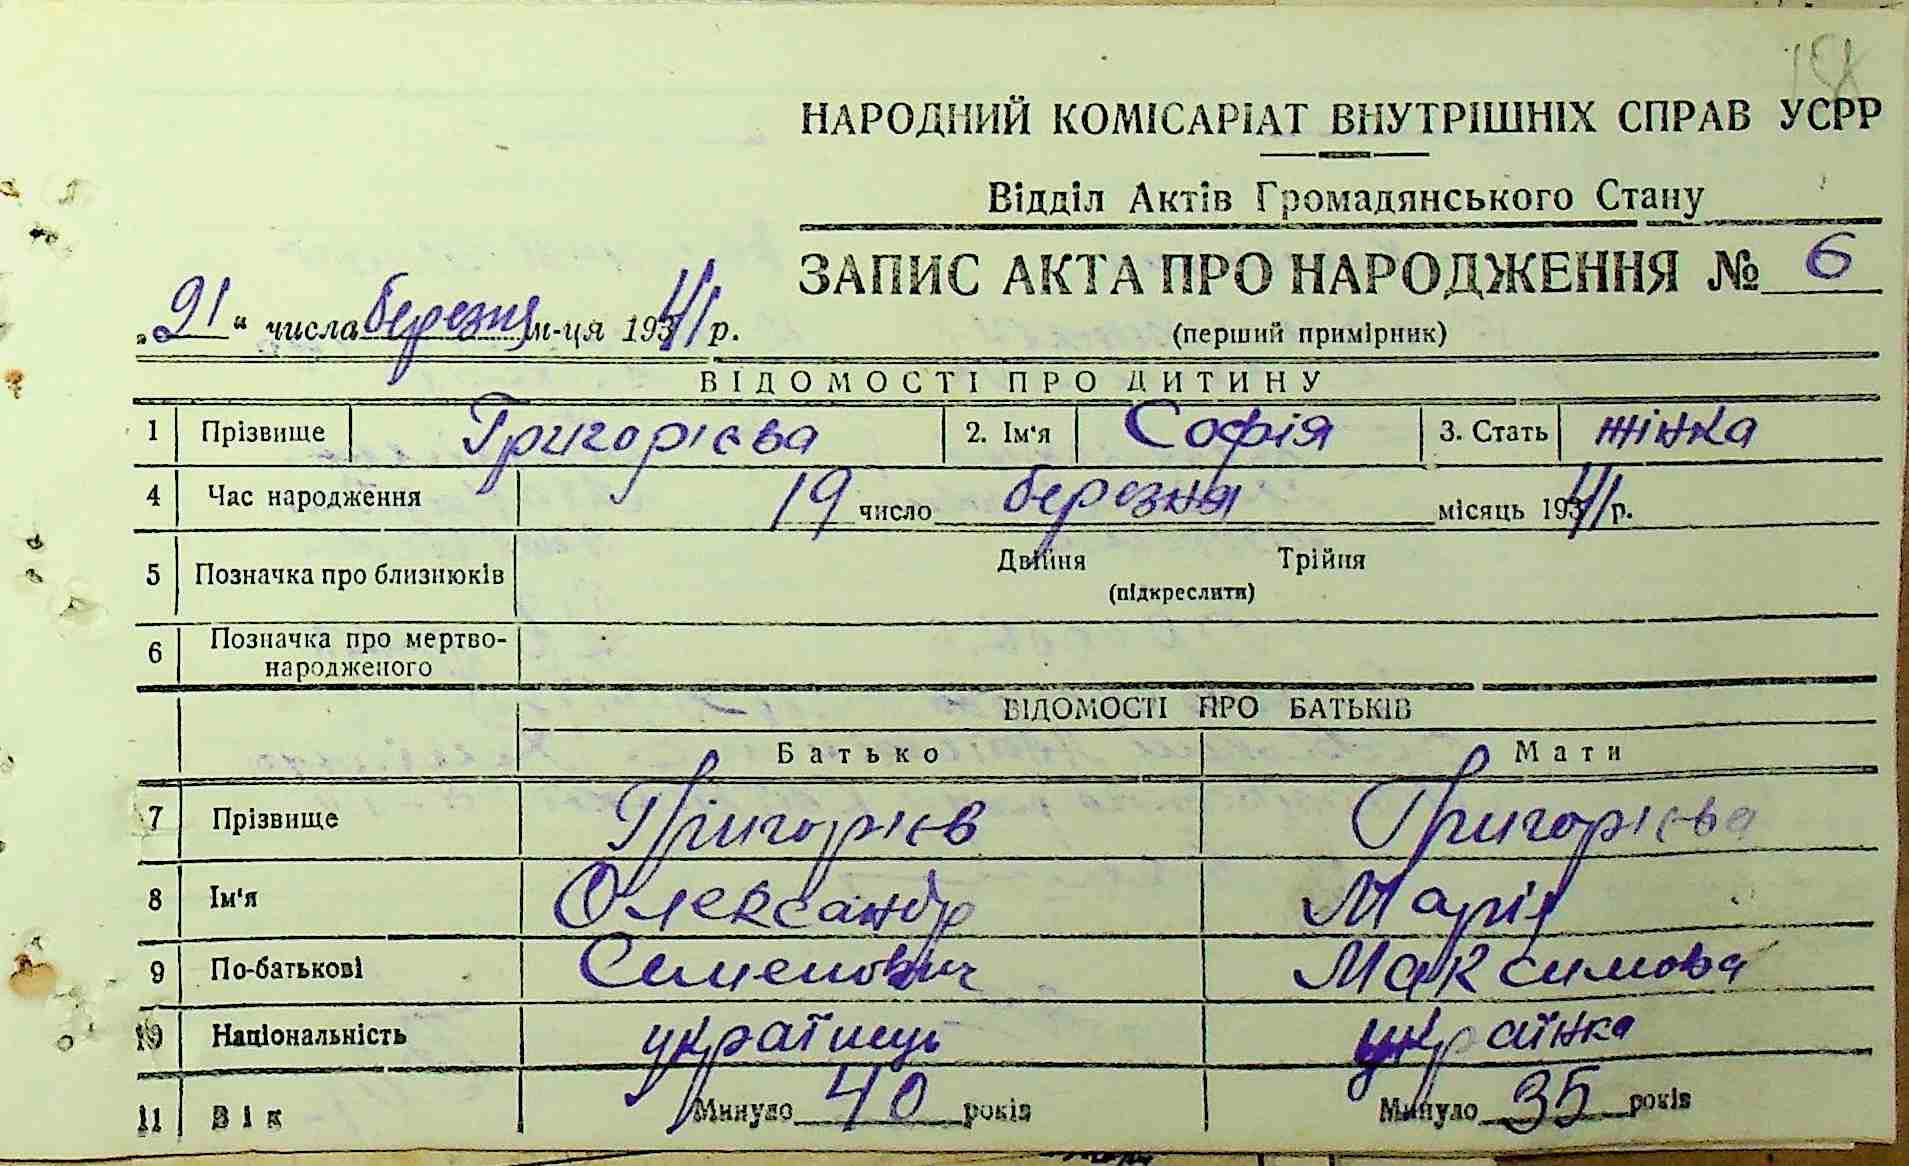 158
НАРОДНИЙ КОМІСАРІАТ ВНУТРІШНІХ СПРАВ УСРР
Відділ Актів Громадянського Стану
ЗАПИС АКТА ПРО НАРОДЖЕННЯ № 6
„21“ числа березня м-ця 1941 р.
(перший примірник)
ВІДОМОСТІ ПРО ДИТИНУ
1 Прізвище Григорієва 2. Ім'я Софія 3. Стать жінка
4 Час народження 19 число березня місяць 1941 р.
5 Позначка про близнюків Двійня Трійня
(підкреслити)
6 Позначка про мертво-
народженого
ВІДОМОСТІ ПРО БАТЬКІВ
Батько Мати
7 Прізвище Грігорієв Григорієва
8 Ім'я Олександр Марія
9 По-батькові Семенович Максимова
10 Національність українець українка
11 Вік Минуло 40 років Минуло 35 років